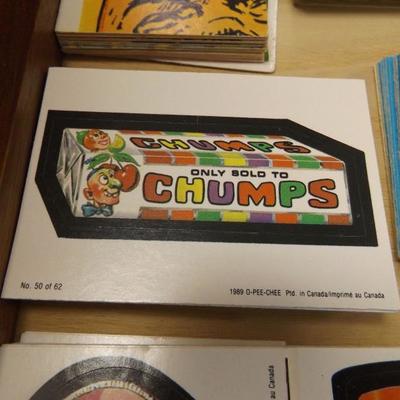 CHUMPS
ONLY SOLD TO
CHUMPS
No. 50 of 62
1989 O-PEE-CHEE Ptd. in Canada/Imprimé au Canada
au Canada